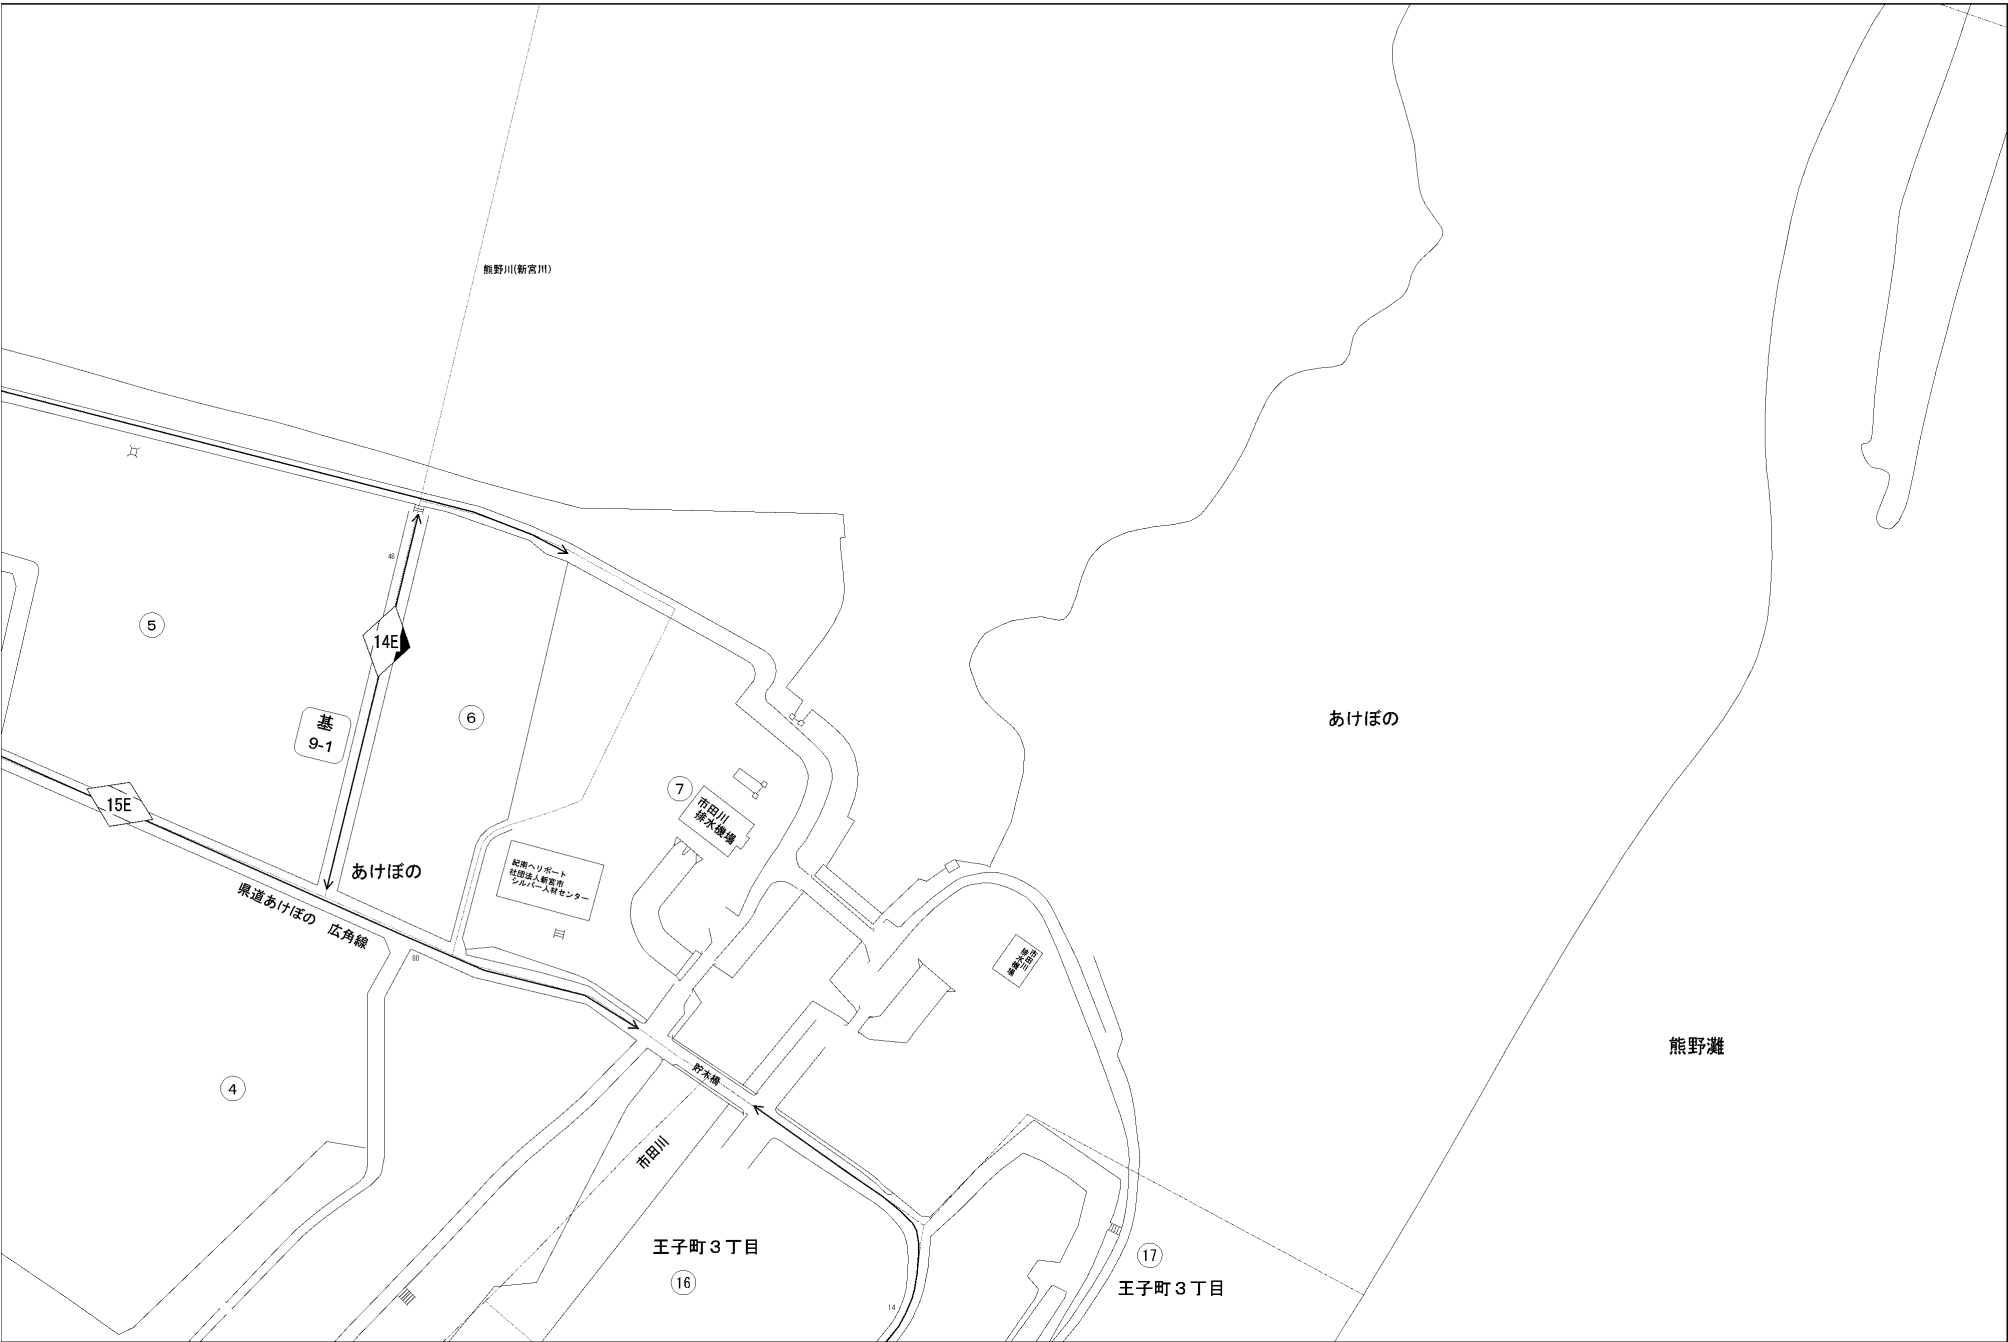 熊野川(新宮川)
46
5
14E
6
基
9-1
あけぼの
7
市田川
排水機場
15E
紀南ヘリポート
社団法人新宮市
シルバー人材センター
あけぼの
県道あけぼの 広角線
60
市田川
排水機場
熊野灘
貯木橋
4
市田川
王子町３丁目
16
17
王子町３丁目
14